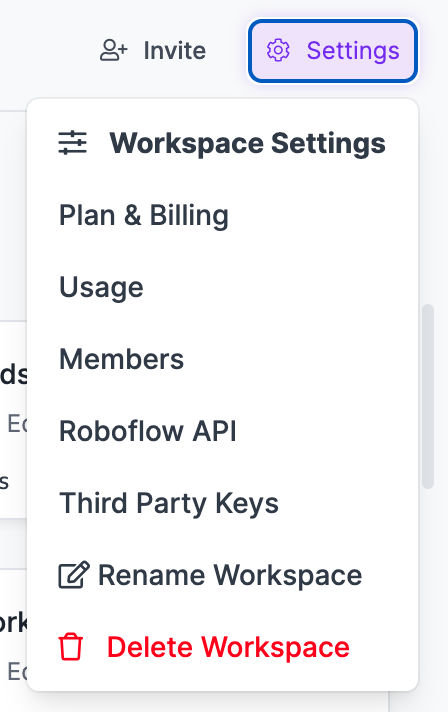 Invite Settings
Workspace Settings
Plan & Billing
Usage
Members
ds
Ec
Roboflow API
s
Third Party Keys
Rename Workspace
ork
Delete Workspace
Ec